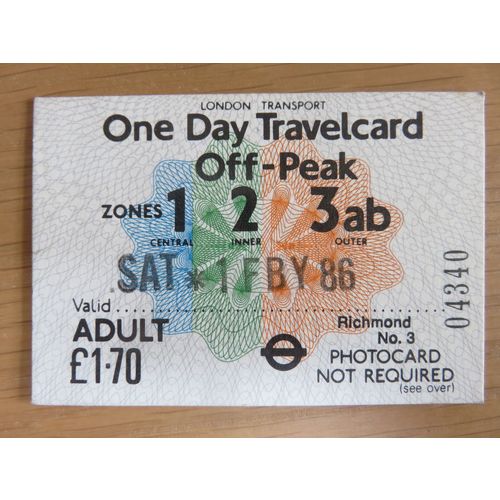 LONDON TRANSPORT
One Day Travelcard
Off-Peak
ZONES 1 2 3ab
CENTRAL INNER OUTER
SAT * 1 FBY 86
Valid
ADULT
£1·70
Richmond
No. 3
PHOTOCARD
NOT REQUIRED
(see over)
04340